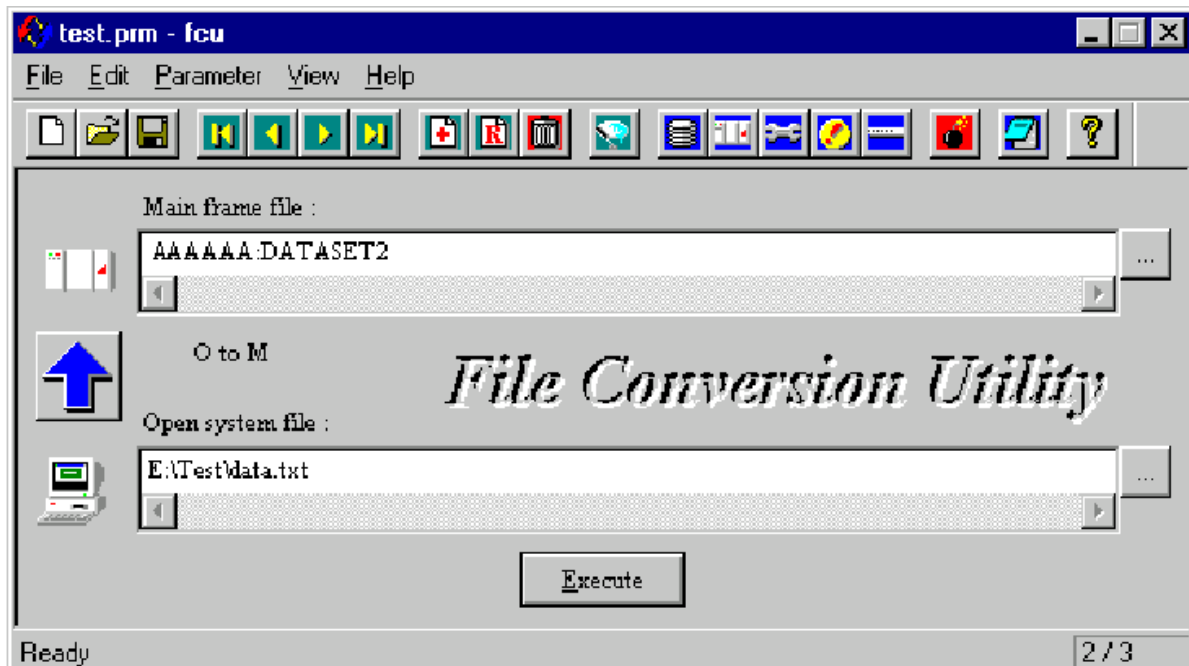 test.prm - fcu
File Edit Parameter View Help
R ?
Main frame file :
AAAAAA:DATASET2
...
O to M
File Conversion Utility
Open system file :
E:\Test\data.txt
...
Execute
Ready
2 / 3